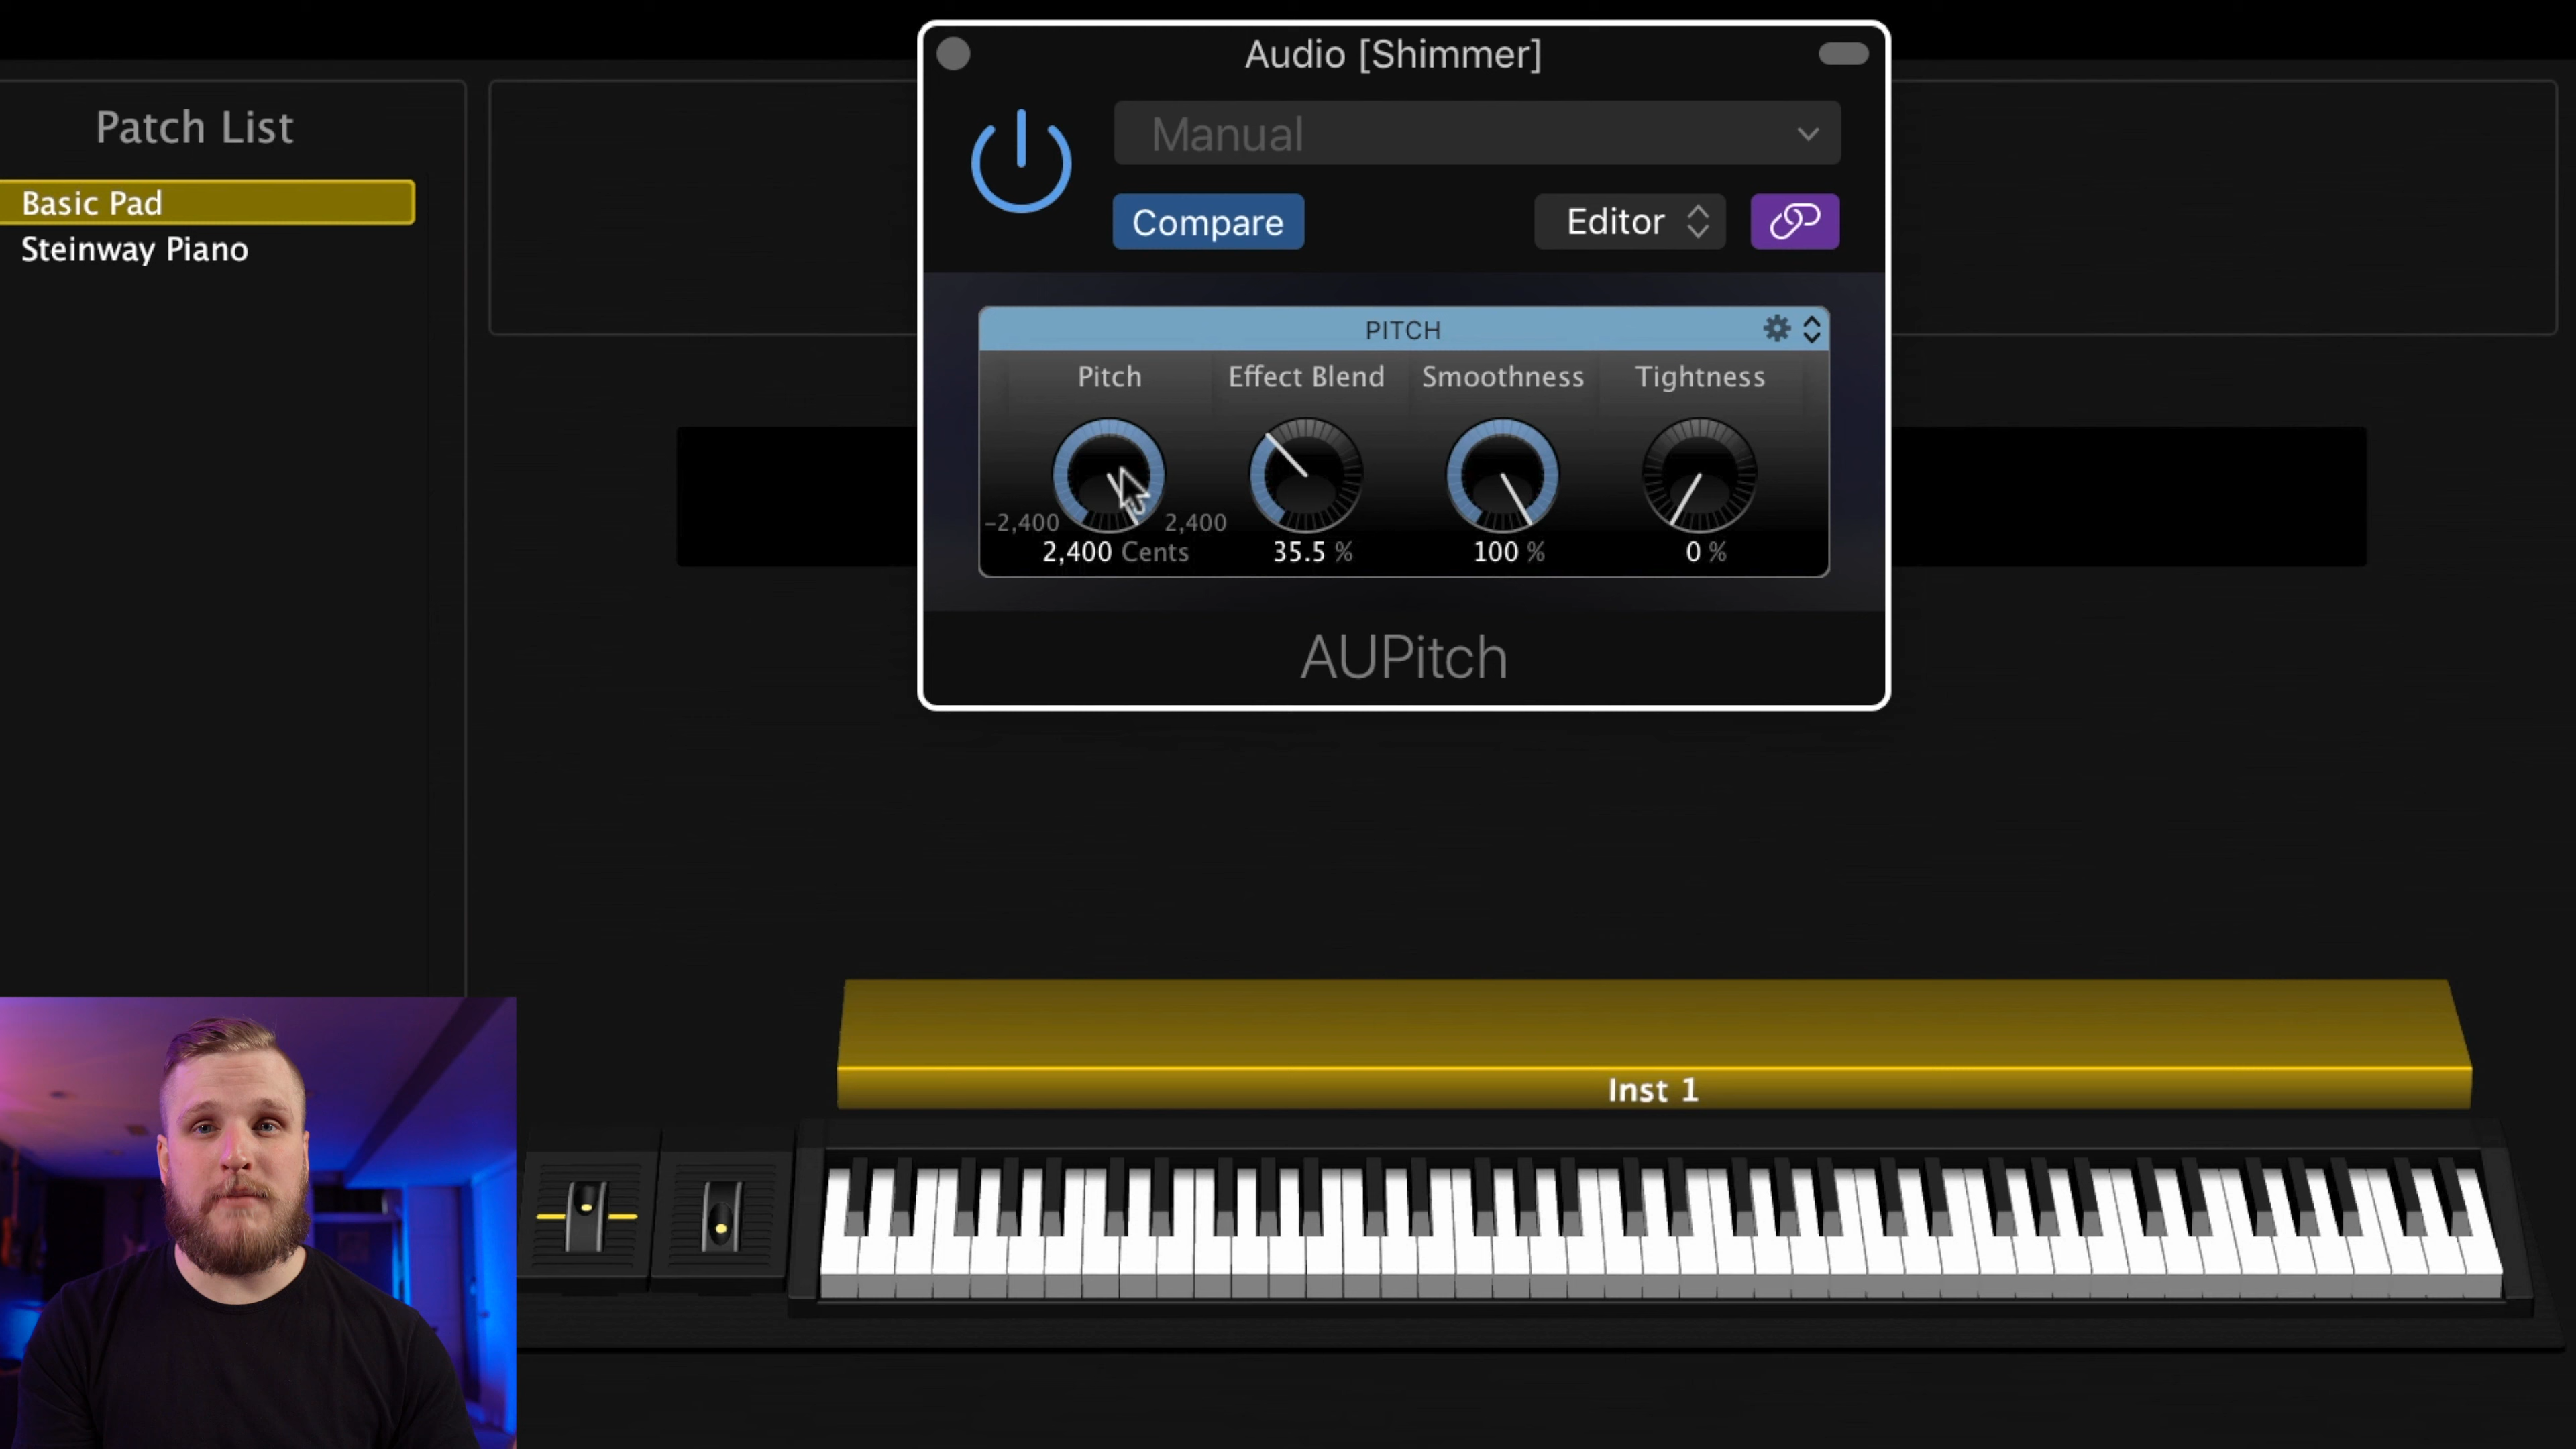 Audio [Shimmer]
Manual
Compare
Editor
Patch List
Basic Pad
Steinway Piano
PITCH
Pitch Effect Blend Smoothness Tightness
-2,400 2,400
2,400 Cents 35.5 % 100 % 0 %
AUPitch
Inst 1